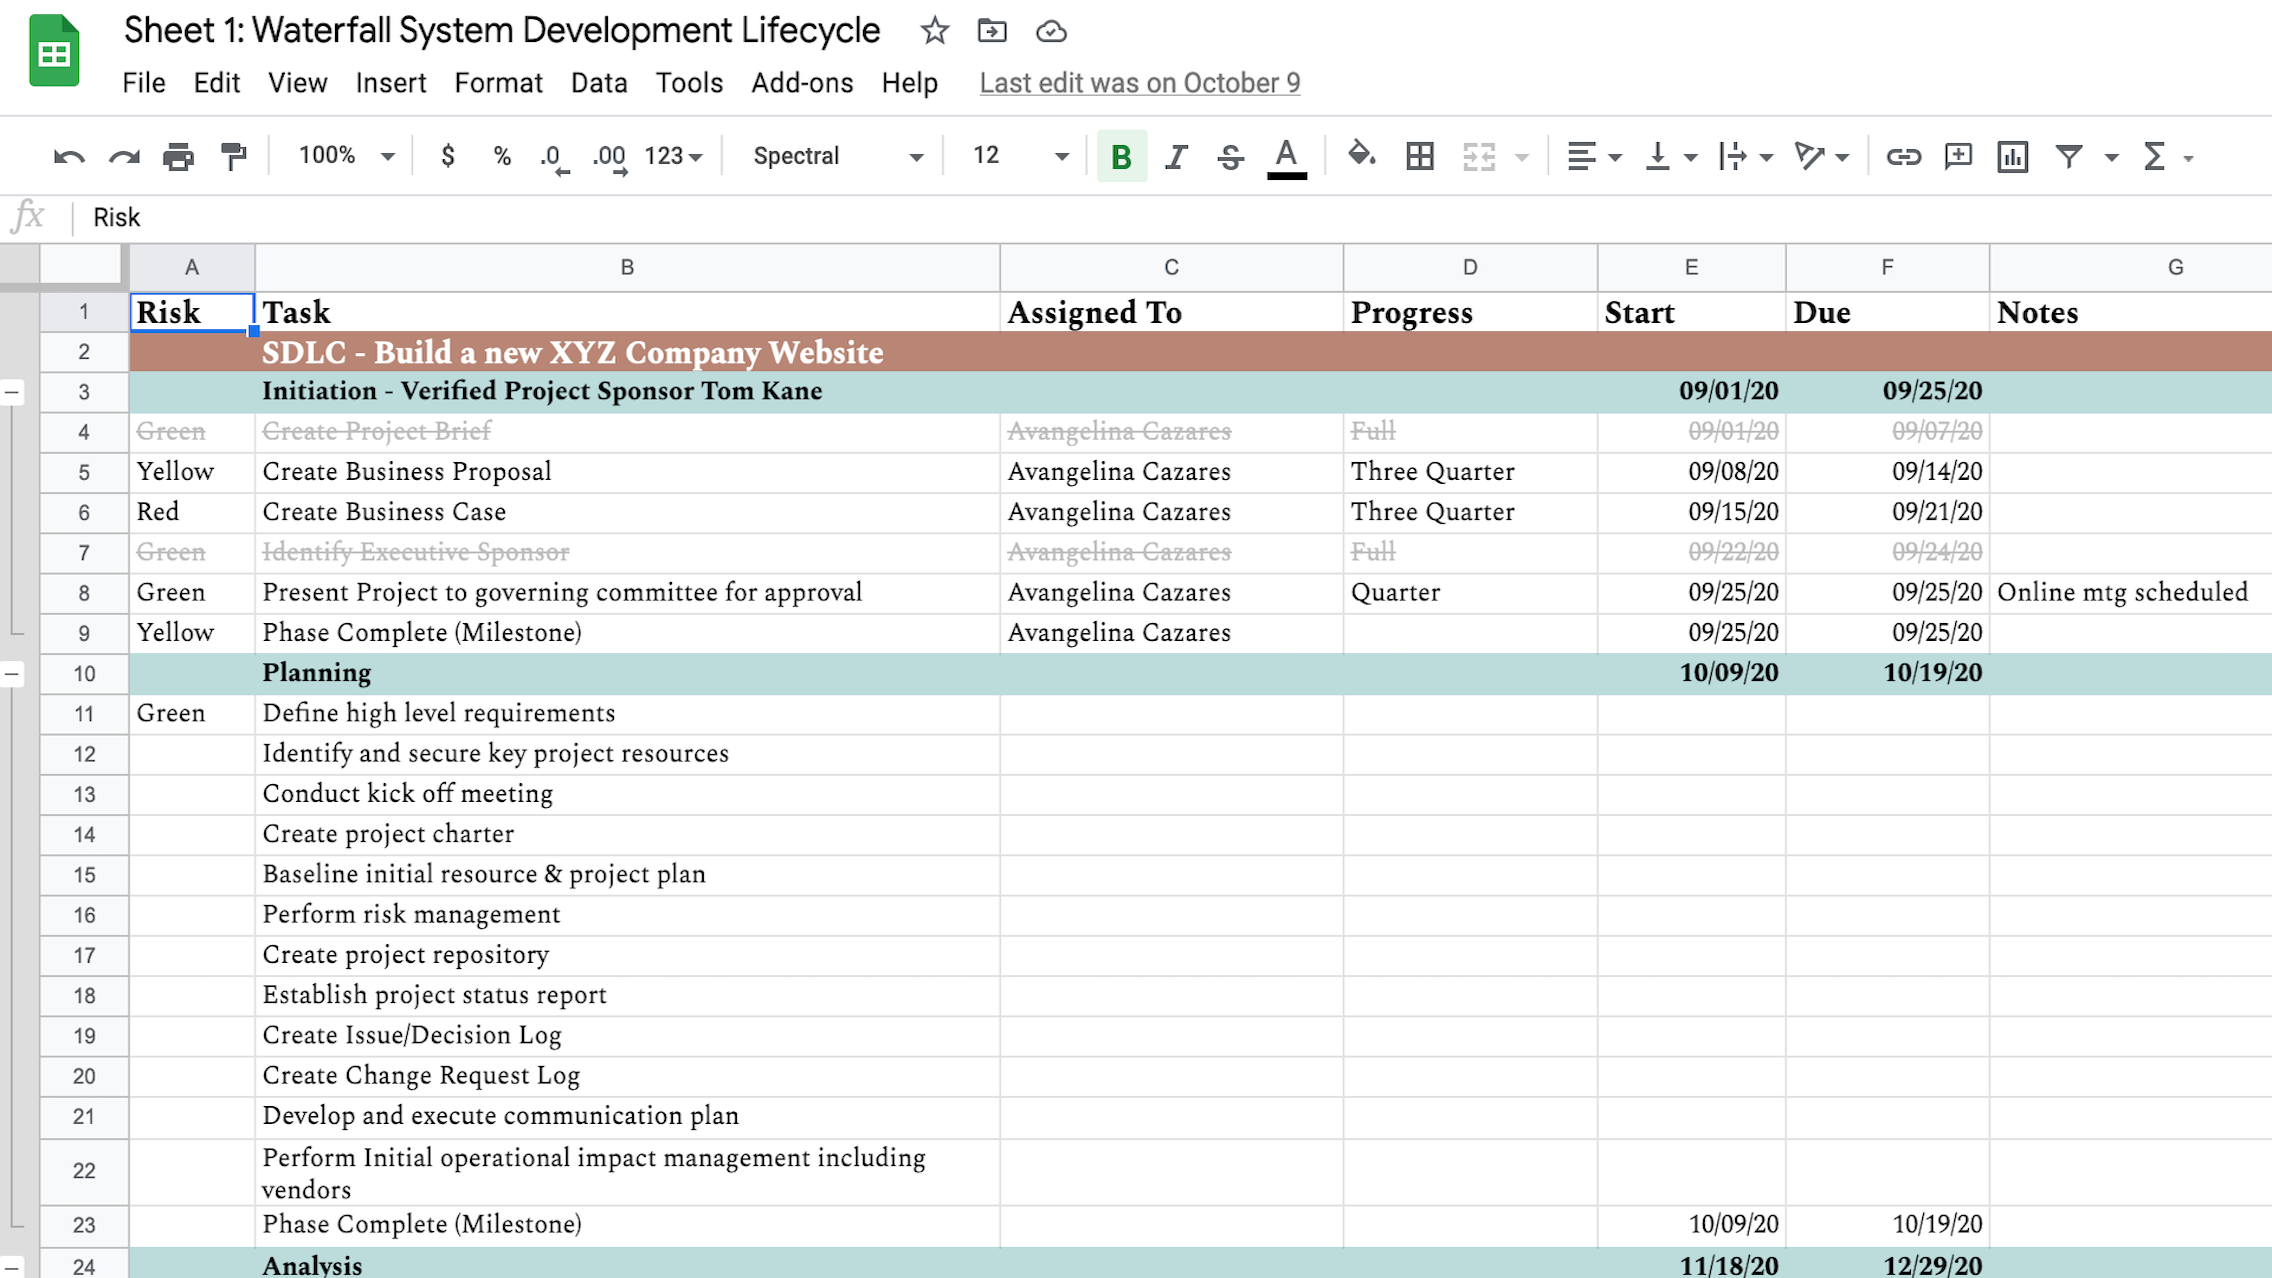 Sheet 1: Waterfall System Development Lifecycle
File Edit View Insert Format Data Tools Add-ons Help Last edit was on October 9
100% $ % .0 .00 123 Spectral 12 B I S A Σ
fx Risk
A B C D E F G
1 Risk Task Assigned To Progress Start Due Notes
2 SDLC - Build a new XYZ Company Website
3 Initiation - Verified Project Sponsor Tom Kane 09/01/20 09/25/20
4 Green Create Project Brief Avangelina Cazares Full 09/01/20 09/07/20
5 Yellow Create Business Proposal Avangelina Cazares Three Quarter 09/08/20 09/14/20
6 Red Create Business Case Avangelina Cazares Three Quarter 09/15/20 09/21/20
7 Green Identify Executive Sponsor Avangelina Cazares Full 09/22/20 09/24/20
8 Green Present Project to governing committee for approval Avangelina Cazares Quarter 09/25/20 09/25/20 Online mtg scheduled
9 Yellow Phase Complete (Milestone) Avangelina Cazares 09/25/20 09/25/20
10 Planning 10/09/20 10/19/20
11 Green Define high level requirements
12 Identify and secure key project resources
13 Conduct kick off meeting
14 Create project charter
15 Baseline initial resource & project plan
16 Perform risk management
17 Create project repository
18 Establish project status report
19 Create Issue/Decision Log
20 Create Change Request Log
21 Develop and execute communication plan
22 Perform Initial operational impact management including
vendors
23 Phase Complete (Milestone) 10/09/20 10/19/20
24 Analysis 11/18/20 12/29/20